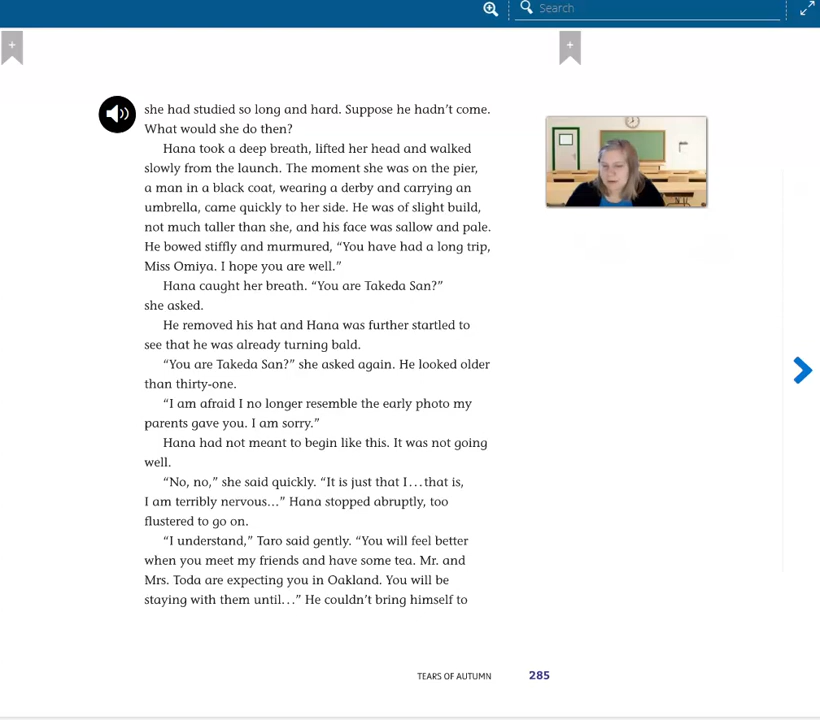 Search
she had studied so long and hard. Suppose he hadn’t come.
What would she do then?
Hana took a deep breath, lifted her head and walked
slowly from the launch. The moment she was on the pier,
a man in a black coat, wearing a derby and carrying an
umbrella, came quickly to her side. He was of slight build,
not much taller than she, and his face was sallow and pale.
He bowed stiffly and murmured, “You have had a long trip,
Miss Omiya. I hope you are well.”
Hana caught her breath. “You are Takeda San?”
she asked.
He removed his hat and Hana was further startled to
see that he was already turning bald.
“You are Takeda San?” she asked again. He looked older
than thirty-one.
“I am afraid I no longer resemble the early photo my
parents gave you. I am sorry.”
Hana had not meant to begin like this. It was not going
well.
“No, no,” she said quickly. “It is just that I...that is,
I am terribly nervous...” Hana stopped abruptly, too
flustered to go on.
“I understand,” Taro said gently. “You will feel better
when you meet my friends and have some tea. Mr. and
Mrs. Toda are expecting you in Oakland. You will be
staying with them until...” He couldn’t bring himself to
TEARS OF AUTUMN 285